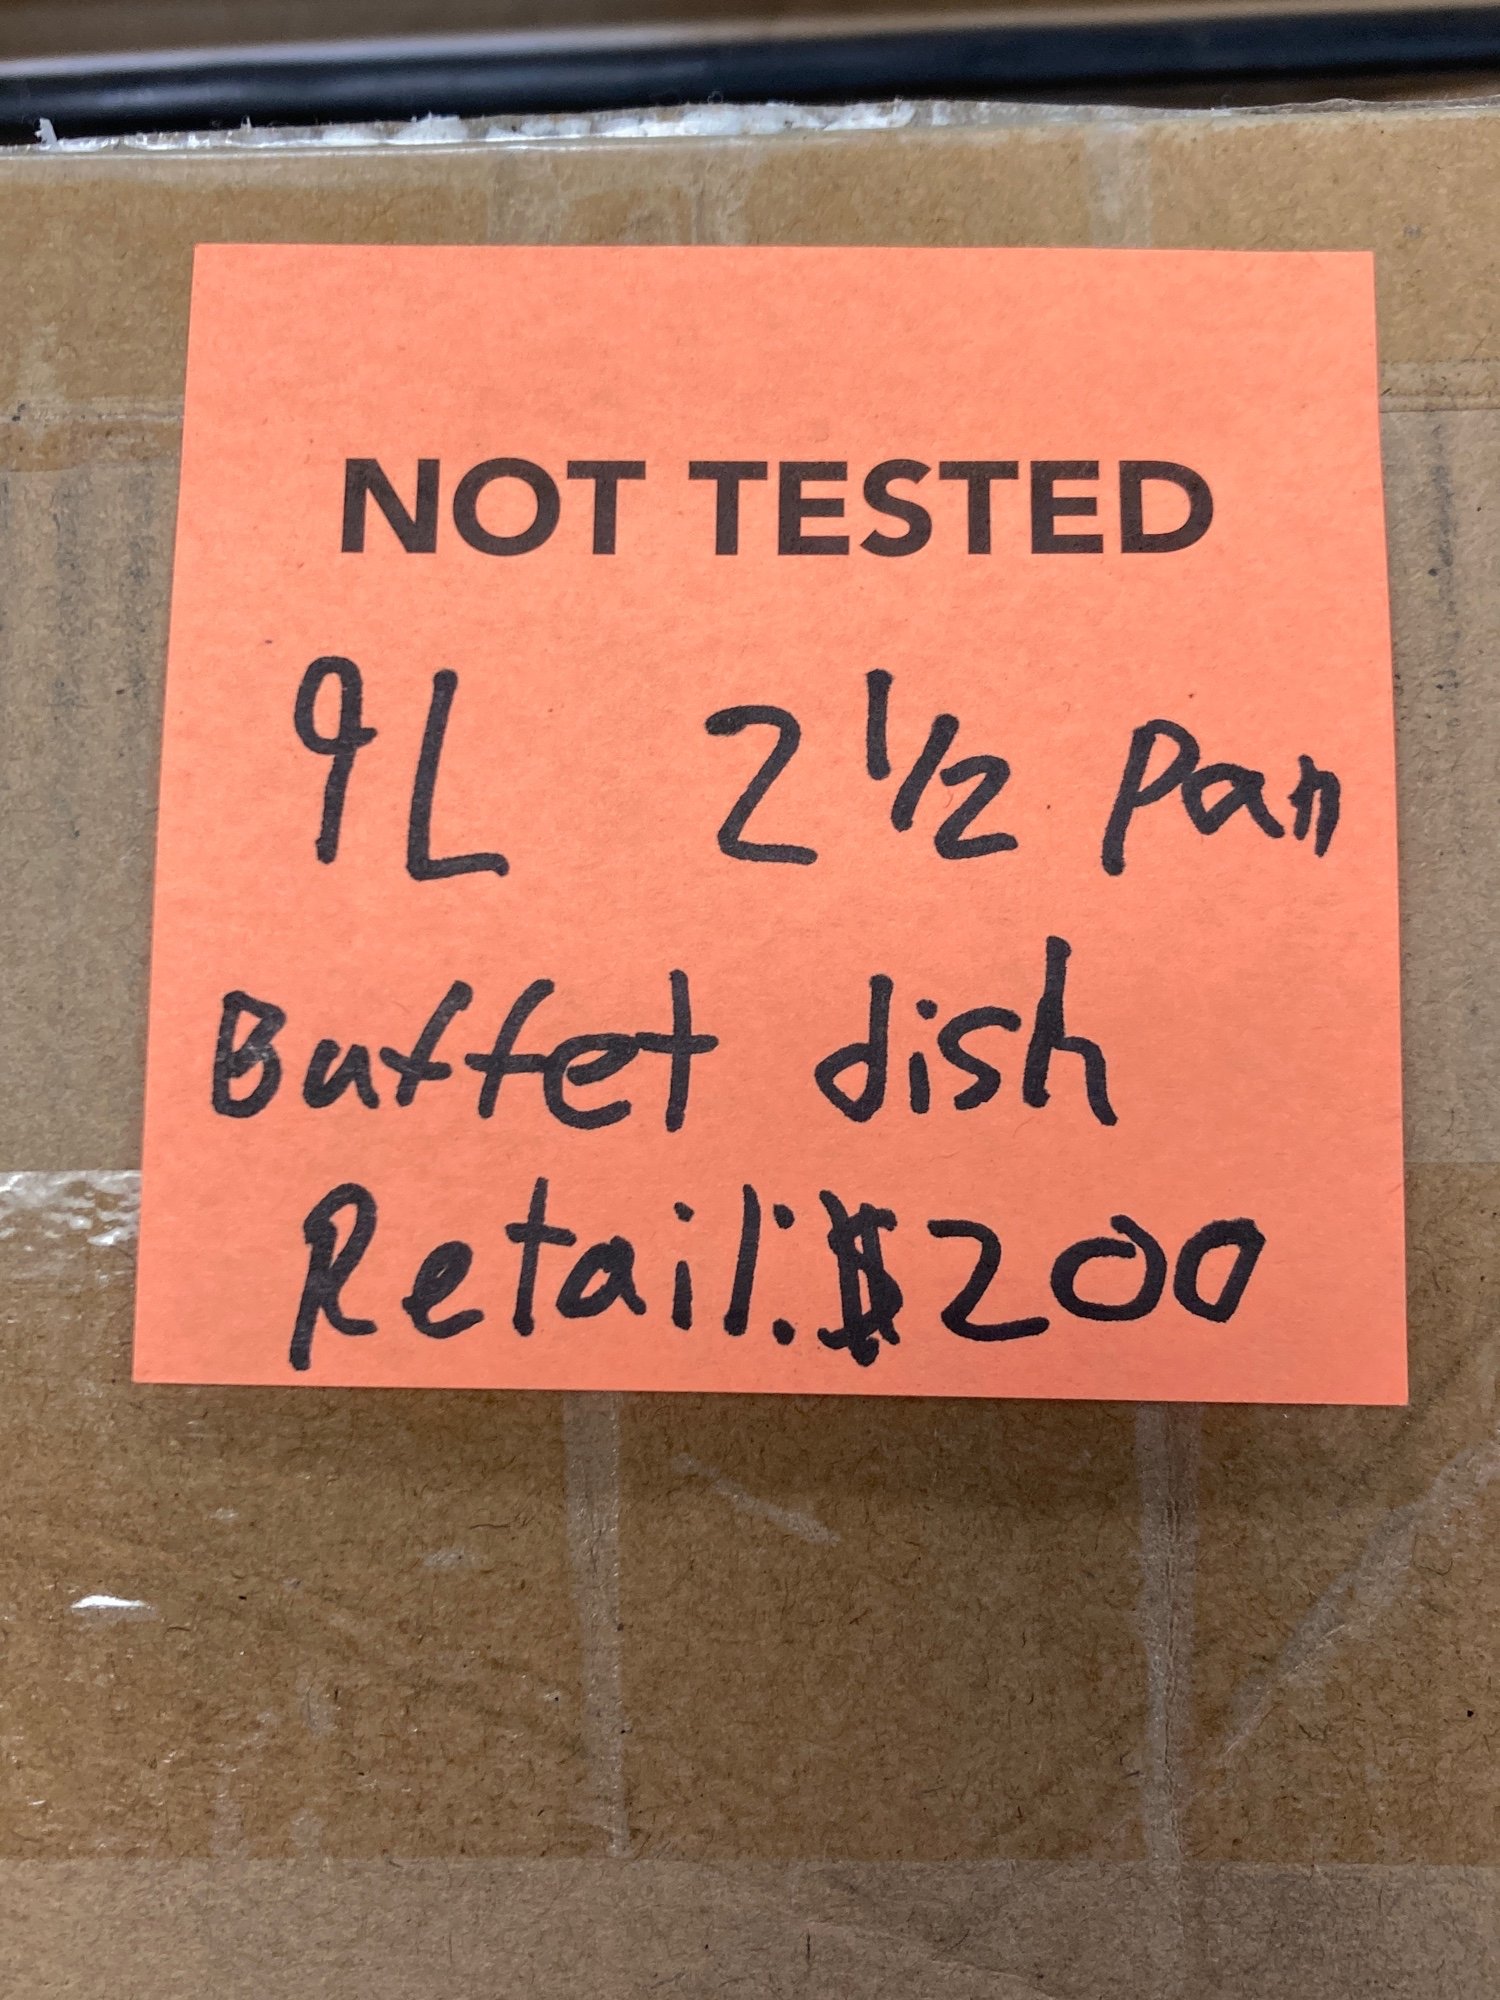 NOT TESTED
9L 2 1/2 Pan
Buffet dish
Retail: $200